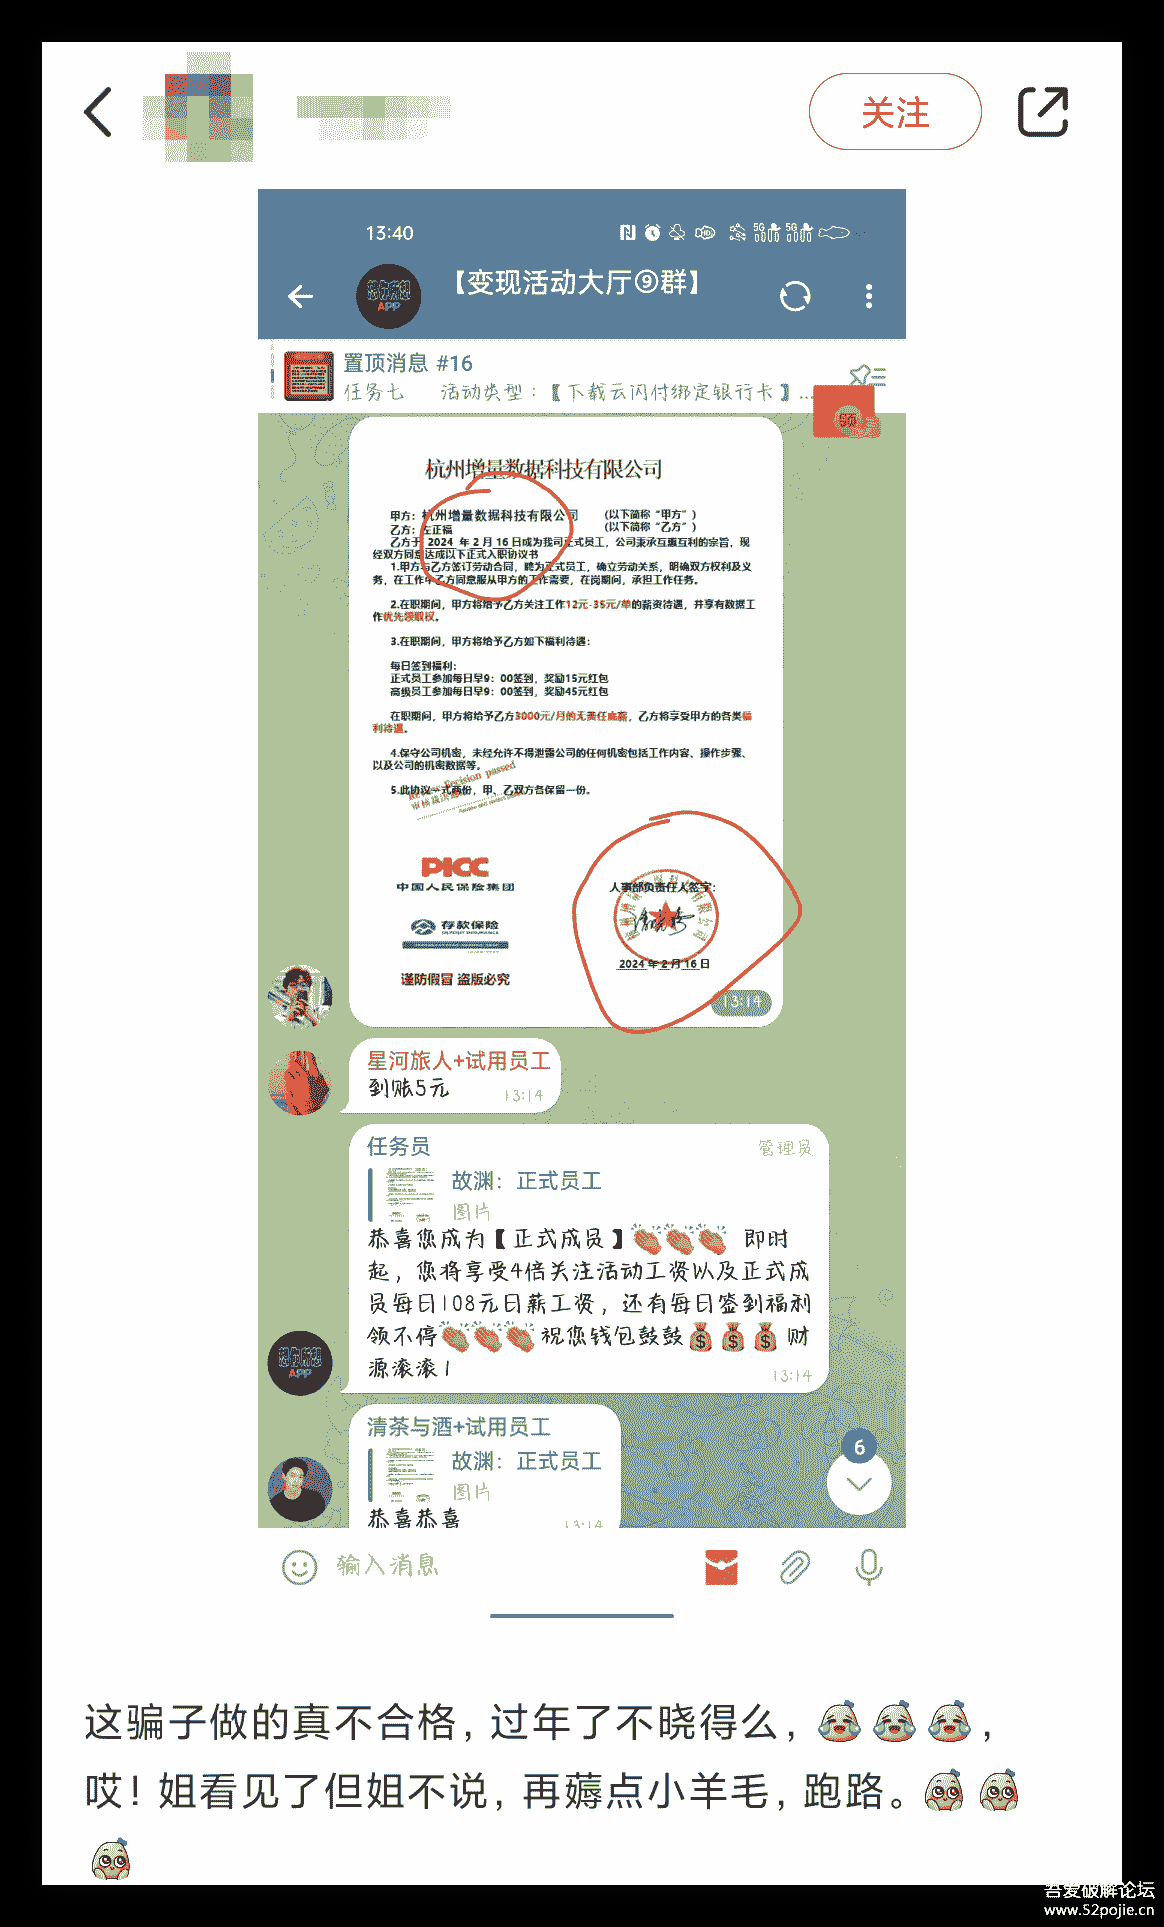 关注
13:40
【变现活动大厅⑨群】
APP
置顶消息 #16
任务七 活动类型：【下载云闪付绑定银行卡】...
领
杭州增量数据科技有限公司
甲方：杭州增量数据科技有限公司 （以下简称“甲方”）
乙方：左正福 （以下简称“乙方”）
乙方于 2024 年 2 月 16 日成为我司正式员工，公司秉承互惠互利的宗旨，现
经双方同意达成以下正式入职协议书
1.甲方与乙方签订劳动合同，聘为正式员工，确立劳动关系，明确双方权利及义
务，在工作中乙方同意服从甲方的工作需要，在岗期间，承担工作任务。
2.在职期间，甲方将给予乙方关注工作12元-35元/单的薪资待遇，并享有数据工
作优先领取权。
3.在职期间，甲方将给予乙方如下福利待遇：
每日签到福利：
正式员工参加每日早9：00签到，奖励15元红包
高级员工参加每日早9：00签到，奖励45元红包
在职期间，甲方将给予乙方3000元/月的无责任底薪，乙方将享受甲方的各类福
利待遇。
4.保守公司机密，未经允许不得泄露公司的任何机密包括工作内容、操作步骤、
以及公司的机密数据等。
5.此协议一式两份，甲、乙双方各保留一份。
PICC
中国人民保险集团
存款保险
谨防假冒 盗版必究
人事部负责任人签字：
2024 年 2 月 16 日
13:14
星河旅人+试用员工
到账5元
13:14
任务员 管理员
故渊：正式员工
图片
恭喜您成为【正式成员】👏👏👏 即时
起，您将享受4倍关注活动工资以及正式成
员每日108元日薪工资，还有每日签到福利
领不停👏👏👏祝您钱包鼓鼓💰💰💰财
源滚滚！
13:14
APP
清茶与酒+试用员工
故渊：正式员工
图片
恭喜恭喜
13:14
6
输入消息
这骗子做的真不合格，过年了不晓得么，，
哎！姐看见了但姐不说，再薅点小羊毛，跑路。
吾爱破解论坛
www.52pojie.cn